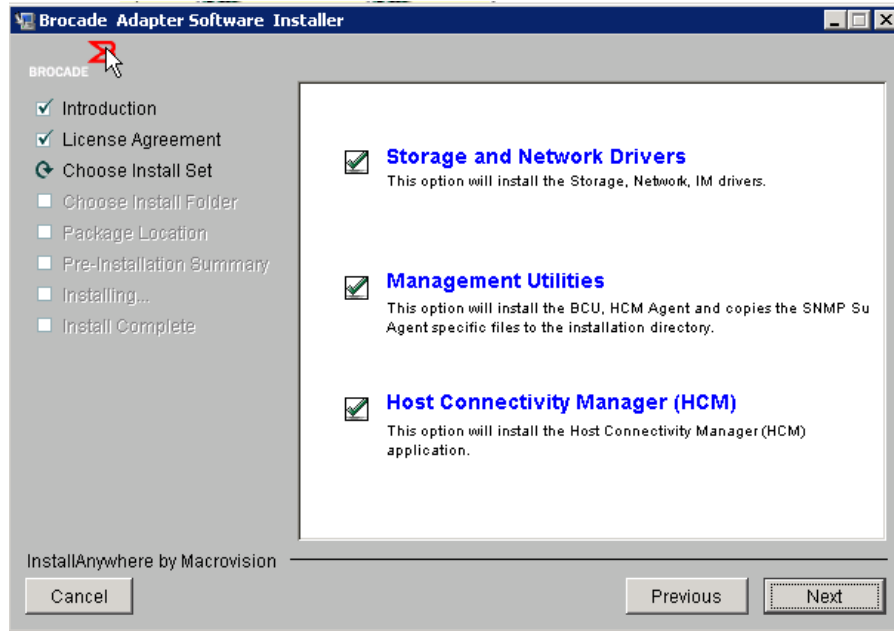 Brocade Adapter Software Installer
BROCADE
Introduction
License Agreement
Choose Install Set
Choose Install Folder
Package Location
Pre-Installation Summary
Installing...
Install Complete
Storage and Network Drivers
This option will install the Storage, Network, IM drivers.
Management Utilities
This option will install the BCU, HCM Agent and copies the SNMP Su
Agent specific files to the installation directory.
Host Connectivity Manager (HCM)
This option will install the Host Connectivity Manager (HCM)
application.
InstallAnywhere by Macrovision
Cancel
Previous
Next